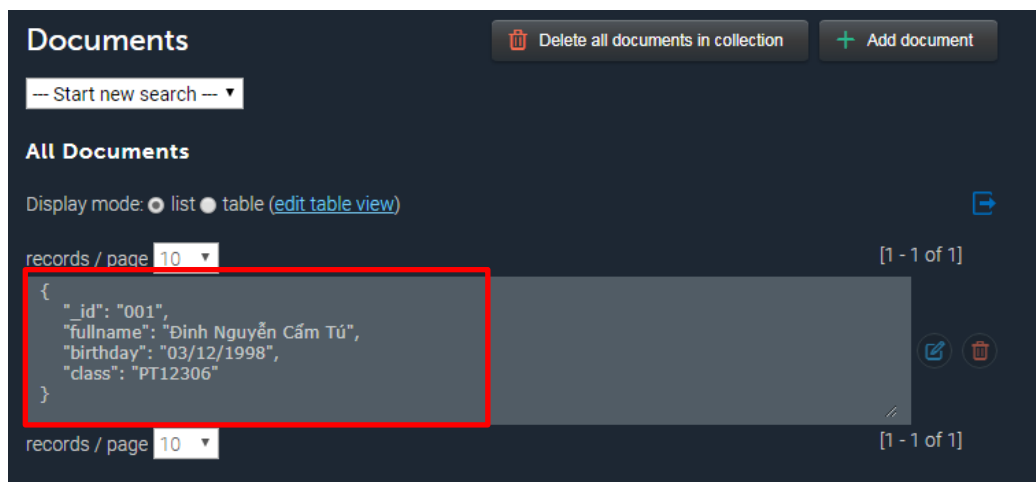 Documents
Delete all documents in collection
+ Add document
--- Start new search --- ▼
All Documents
Display mode: list table (edit table view)
records / page 10 ▼
[1 - 1 of 1]
{
"_id": "001",
"fullname": "Đinh Nguyễn Cẩm Tú",
"birthday": "03/12/1998",
"class": "PT12306"
}
records / page 10 ▼
[1 - 1 of 1]